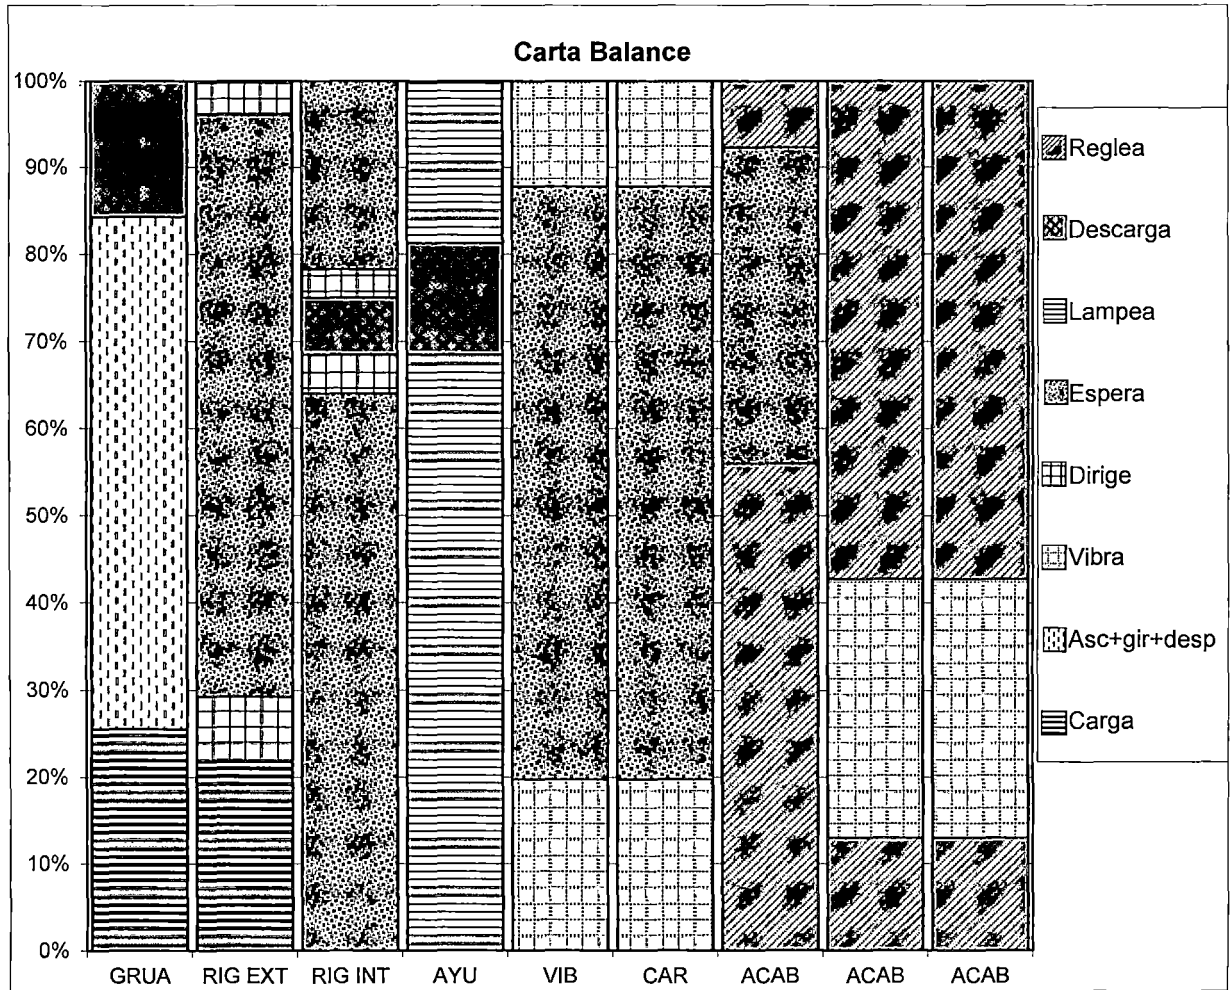 Carta Balance
100%
90%
80%
70%
60%
50%
40%
30%
20%
10%
0%
GRUA RIG EXT RIG INT AYU VIB CAR ACAB ACAB ACAB
Reglea
Descarga
Lampea
Espera
Dirige
Vibra
Asc+gir+desp
Carga